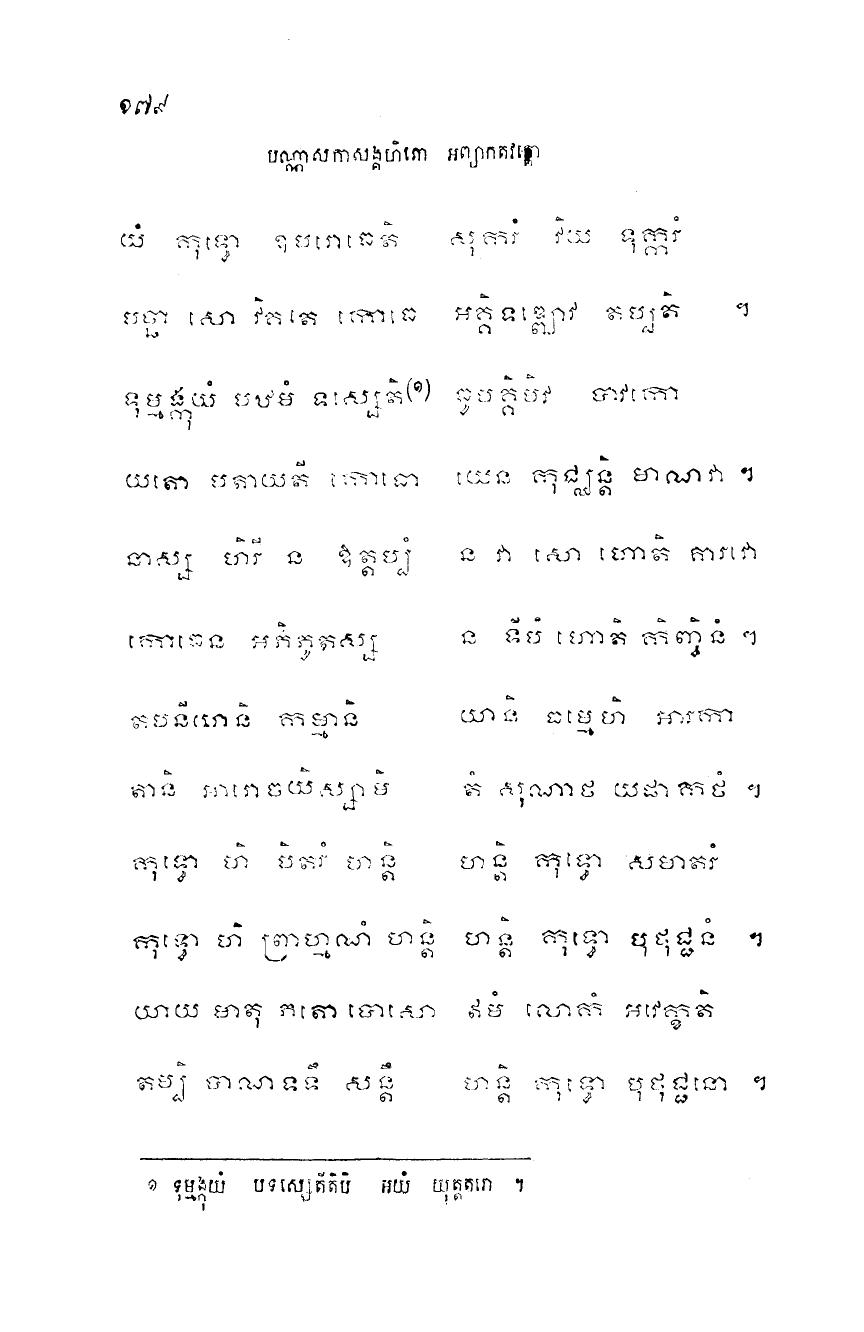 ១៧៩
បណ្ណាសកាសង្គហិតោ អព្យាកតវគ្គោ
យំ កុទ្ធោ ឧបរោធេតិ សុករំ វិយ ទុក្ករំ
បច្ឆា សោ វិគតេ កោធេ អគ្គិទឌ្ឍោវ តប្បតិ ។
ទុម្មង្កុយំ បឋមំ ទស្សេតិ(១) ធូបគ្គិមិវ បាវកោ
យតោ បតាយតី កោធោ យេន កុជ្ឈន្តិ មាណវា ។
នាស្ស ហិរី ន ឱត្តប្បំ ន វា សោ ហោតិ គារវោ
កោធេន អភិភូតស្ស ន ទីបំ ហោតិ កិញ្ចិនំ ។
តបនីយេនិ កម្មានិ យានិ ធម្មេហិ អារកា
តានិ អារោចយិស្សាមិ តំ សុណាថ យដាកថំ ។
កុទ្ធោ ហិ បិតរំ ហន្តិ ហន្តិ កុទ្ធោ សមាតរំ
កុទ្ធោ ហិ ព្រាហ្មណំ ហន្តិ ហន្តិ កុទ្ធោ បុថុជ្ជនំ ។
យាយ មាតុ ភតោ បោសោ ឥមំ លោកំ អវេក្ខតិ
តម្បិ បាណទទឹ សន្តឹ ហន្តិ កុទ្ធោ បុថុជ្ជនោ ។
១ ទុម្មង្កុយំ បទស្សេតីតិបិ អយំ យុត្តតរោ ។